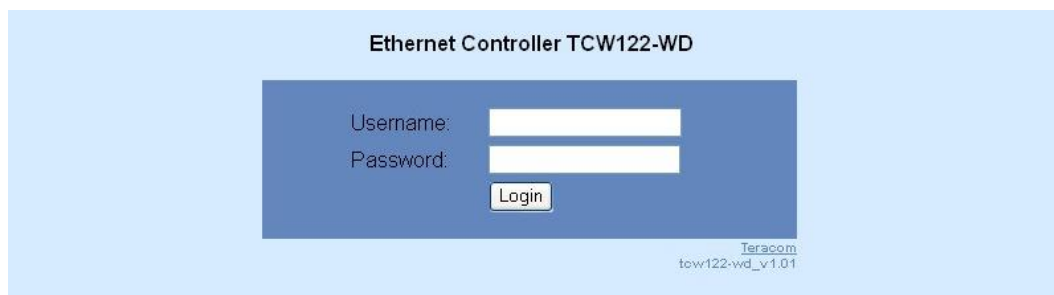 Ethernet Controller TCW122-WD
Username:
Password:
Login
Teracom
tcw122-wd_v1.01